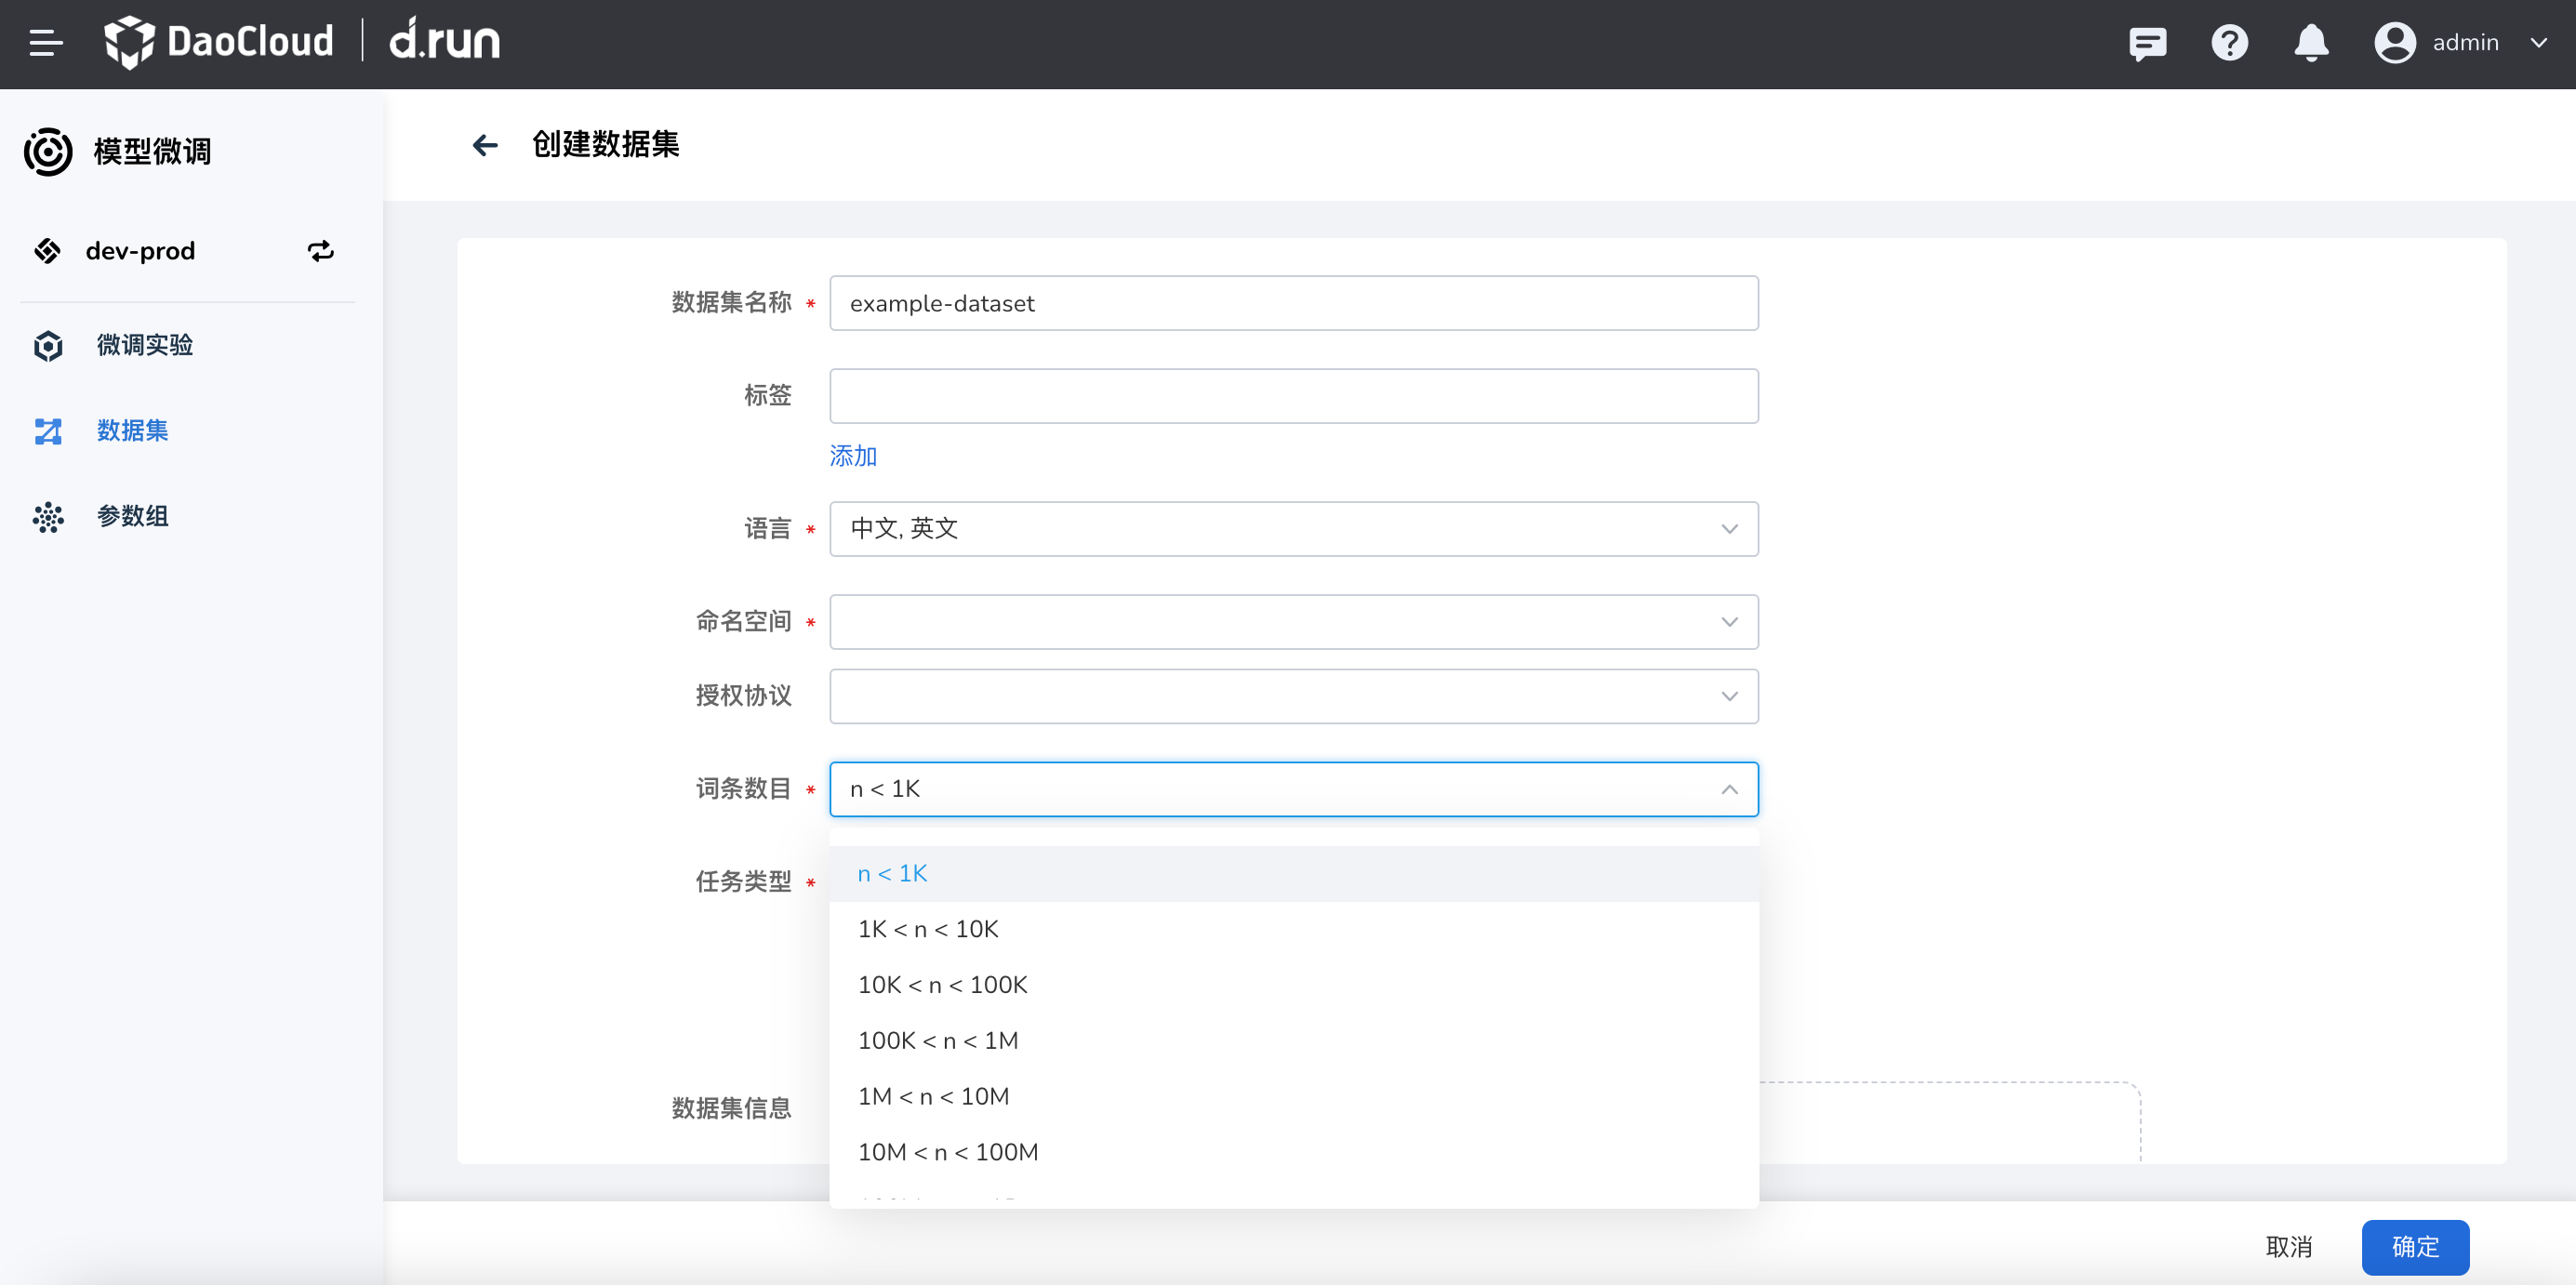 DaoCloud | d.run
admin
模型微调
dev-prod
微调实验
数据集
参数组
创建数据集
数据集名称 * example-dataset
标签
添加
语言 * 中文, 英文
命名空间 *
授权协议
词条数目 * n < 1K
任务类型 *
n < 1K
1K < n < 10K
10K < n < 100K
100K < n < 1M
1M < n < 10M
10M < n < 100M
数据集信息
取消
确定